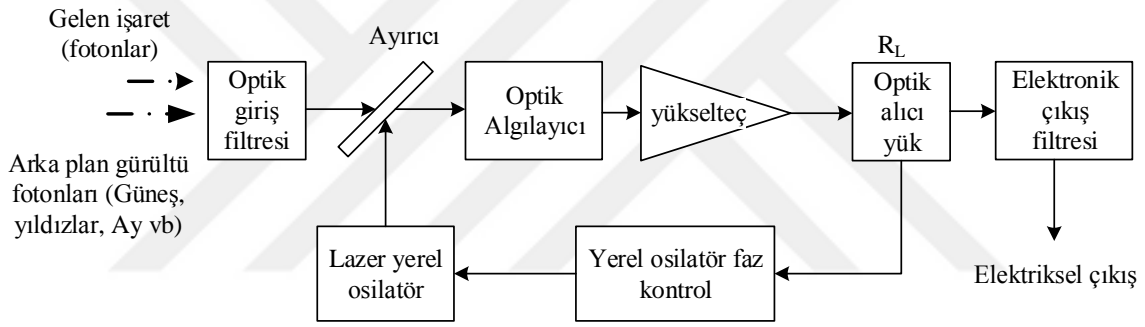 Gelen işaret
(fotonlar)
Optik
giriş
filtresi
Arka plan gürültü
fotonları (Güneş,
yıldızlar, Ay vb)
Ayırıcı
Optik
Algılayıcı
yükselteç
R_L
Optik
alıcı
yük
Elektronik
çıkış
filtresi
Lazer yerel
osilatör
Yerel osilatör faz
kontrol
Elektriksel çıkış